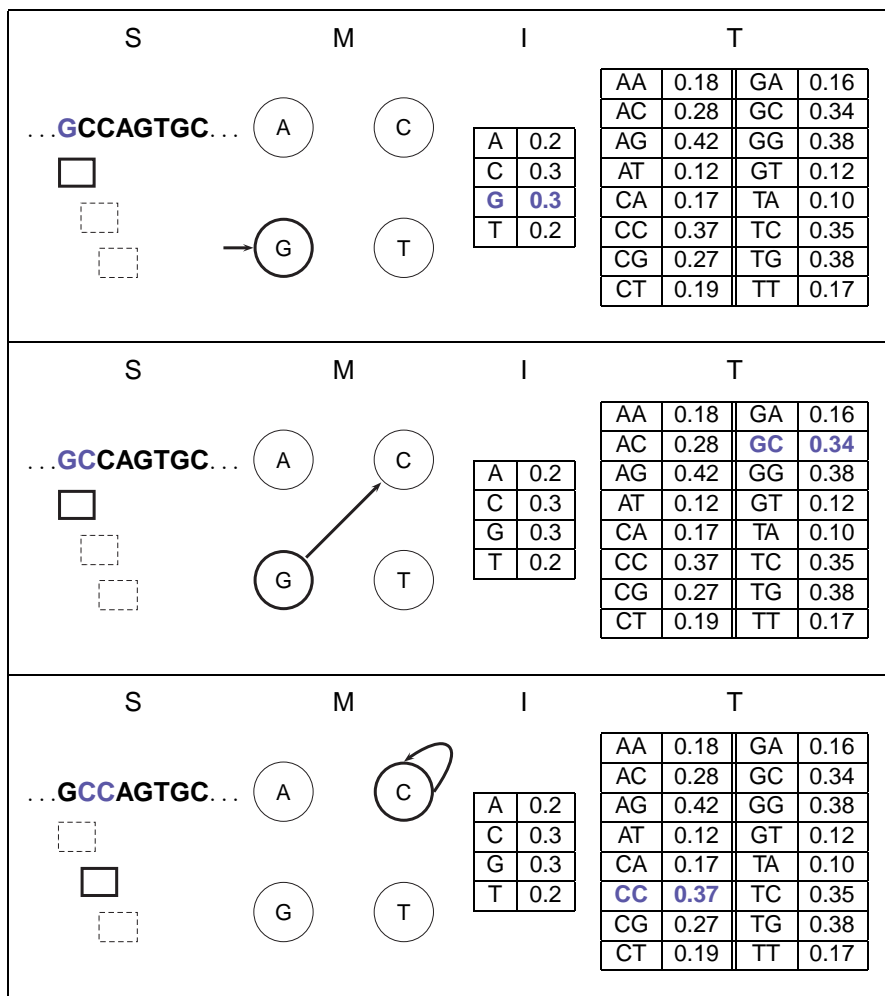 S M I T
AA 0.18 GA 0.16
AC 0.28 GC 0.34
...GCCAGTGC... A C
A 0.2 AG 0.42 GG 0.38
C 0.3 AT 0.12 GT 0.12
G 0.3 CA 0.17 TA 0.10
T 0.2 CC 0.37 TC 0.35
G T
CG 0.27 TG 0.38
CT 0.19 TT 0.17
S M I T
AA 0.18 GA 0.16
AC 0.28 GC 0.34
...GCCAGTGC... A C
A 0.2 AG 0.42 GG 0.38
C 0.3 AT 0.12 GT 0.12
G 0.3 CA 0.17 TA 0.10
T 0.2 CC 0.37 TC 0.35
G T
CG 0.27 TG 0.38
CT 0.19 TT 0.17
S M I T
AA 0.18 GA 0.16
AC 0.28 GC 0.34
...GCCAGTGC... A C
A 0.2 AG 0.42 GG 0.38
C 0.3 AT 0.12 GT 0.12
G 0.3 CA 0.17 TA 0.10
T 0.2 CC 0.37 TC 0.35
G T
CG 0.27 TG 0.38
CT 0.19 TT 0.17